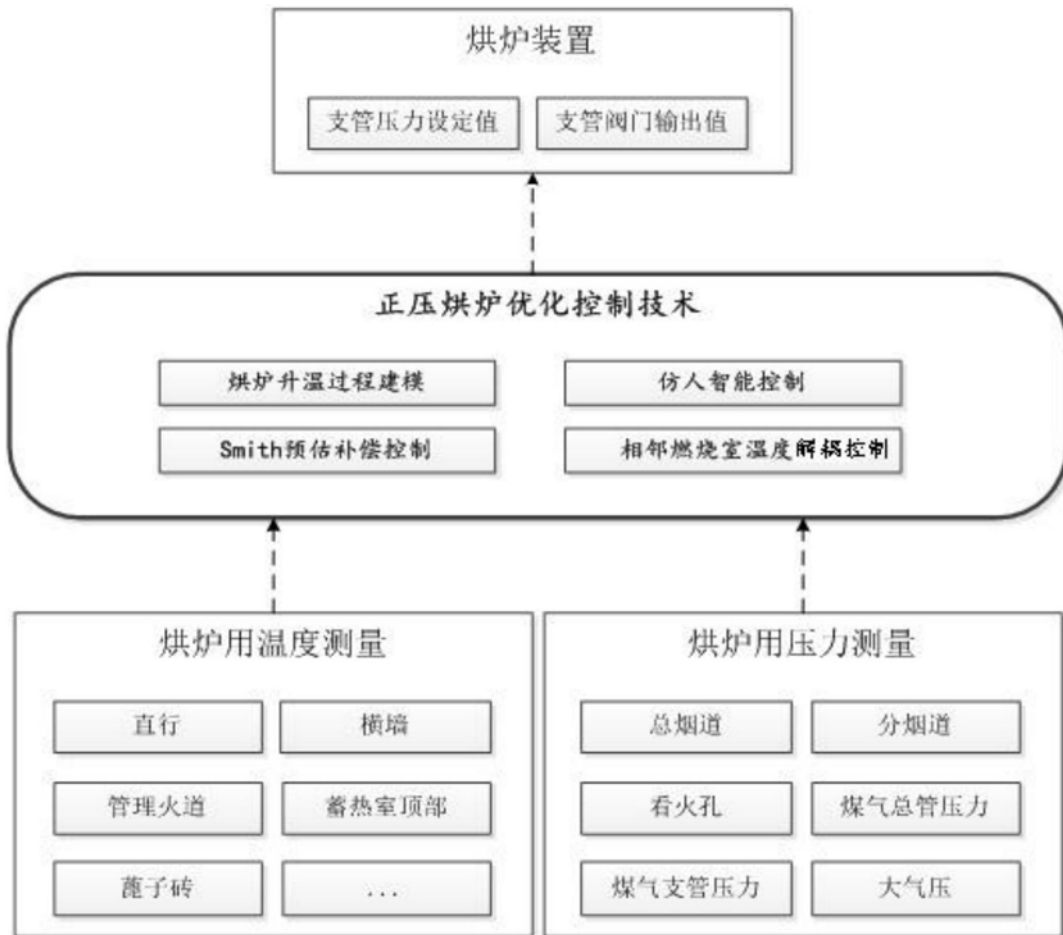 烘炉装置
支管压力设定值 支管阀门输出值
正压烘炉优化控制技术
烘炉升温过程建模 仿人智能控制
Smith预估补偿控制 相邻燃烧室温度解耦控制
烘炉用温度测量 烘炉用压力测量
直行 横墙 总烟道 分烟道
管理火道 蓄热室顶部 看火孔 煤气总管压力
蓖子砖 ... 煤气支管压力 大气压